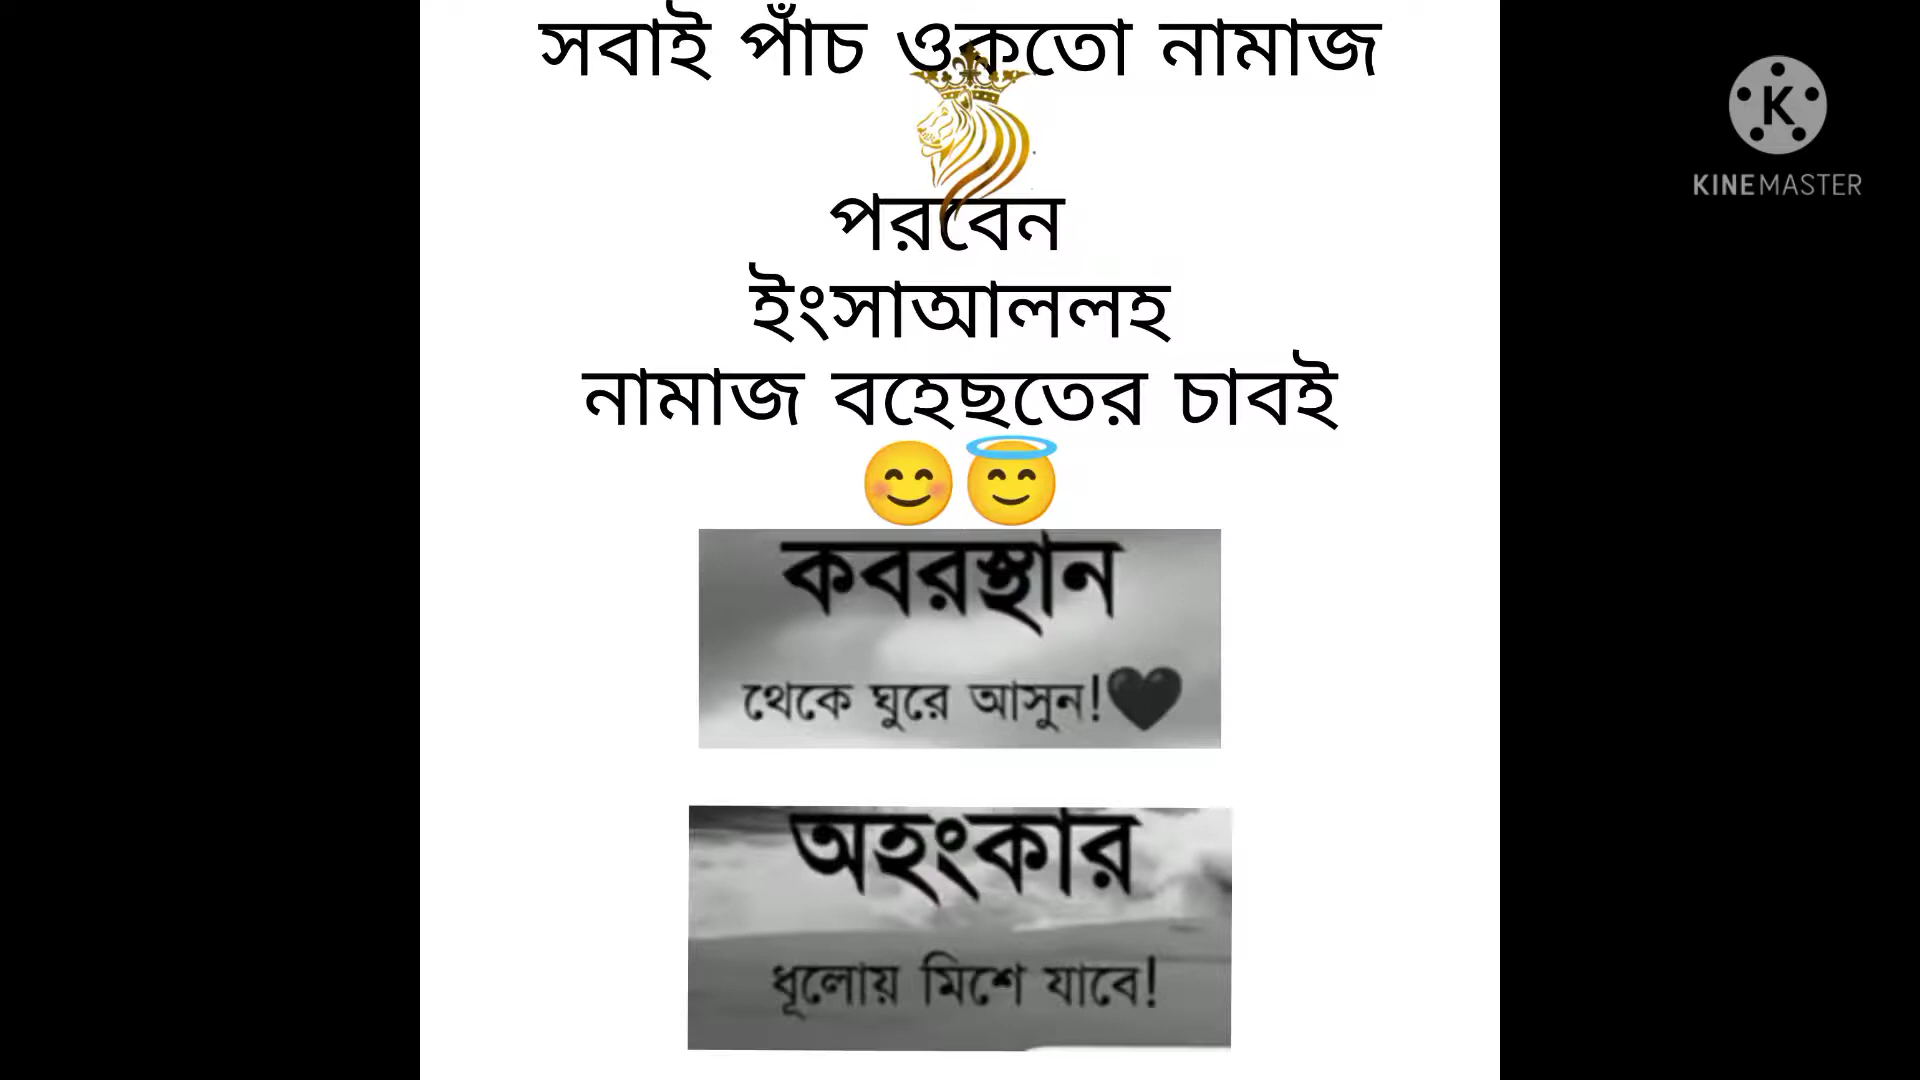 সবাই পাঁচ ওকতো নামাজ
পরবেন
ইংসাআললহ
নামাজ বহেছতের চাবই
😊😇
কবরস্থান
থেকে ঘুরে আসুন!🖤
অহংকার
ধূলোয় মিশে যাবে!
K
KINEMASTER